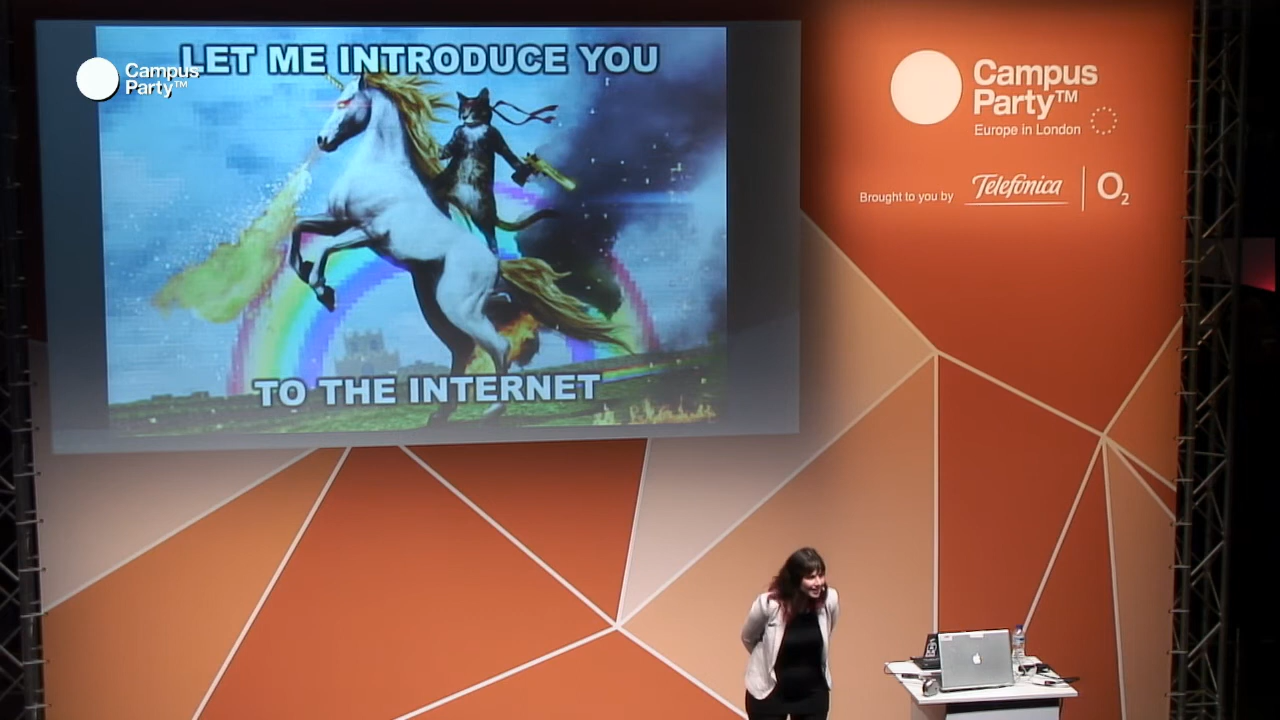 LET ME INTRODUCE YOU
TO THE INTERNET
Campus
Party™
Campus
Party™
Europe in London
Brought to you by
Telefónica
O2